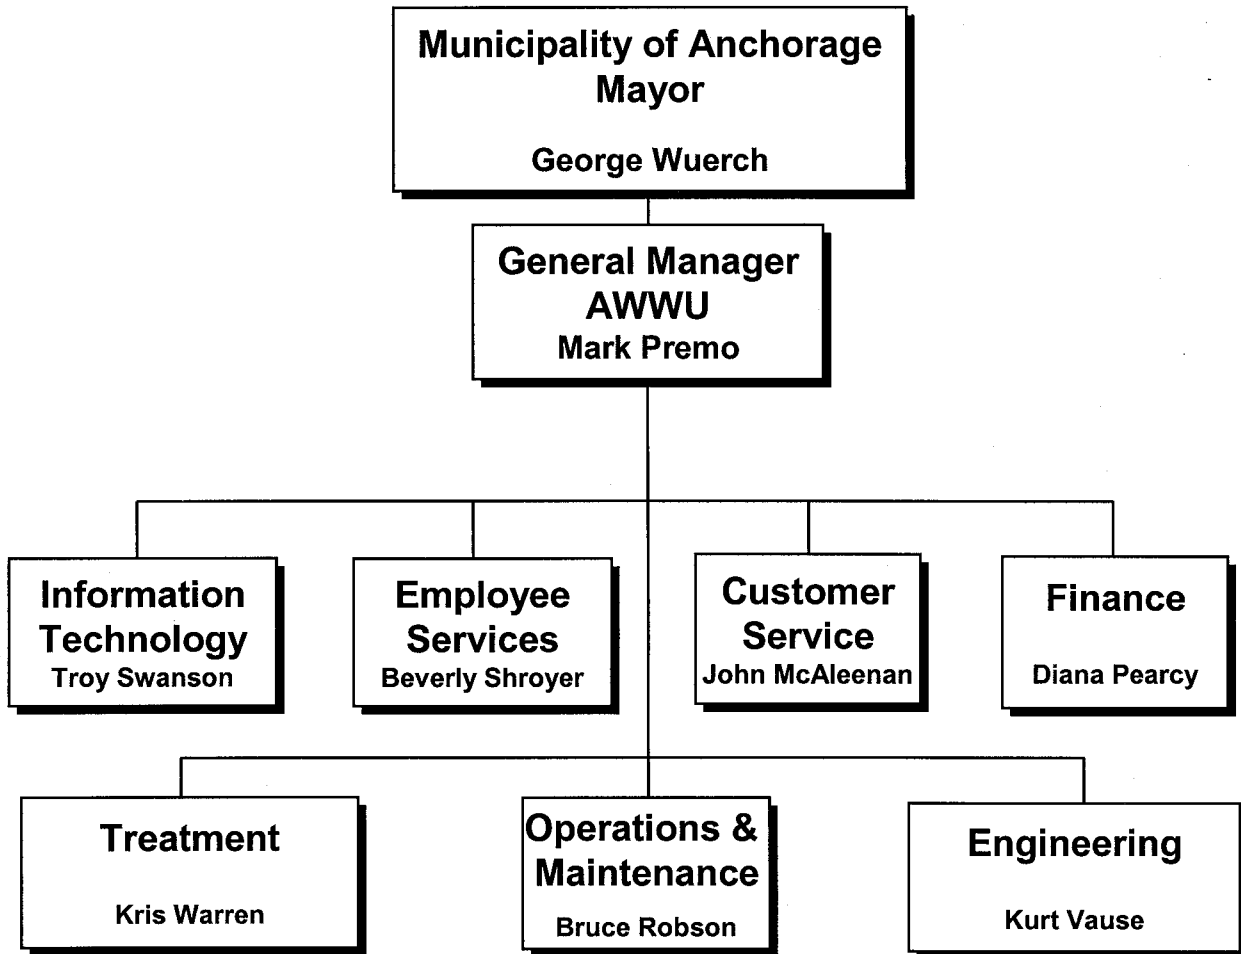 Municipality of Anchorage
Mayor
George Wuerch
General Manager
AWWU
Mark Premo
Information
Technology
Troy Swanson
Employee
Services
Beverly Shroyer
Customer
Service
John McAleenan
Finance
Diana Pearcy
Treatment
Kris Warren
Operations &
Maintenance
Bruce Robson
Engineering
Kurt Vause